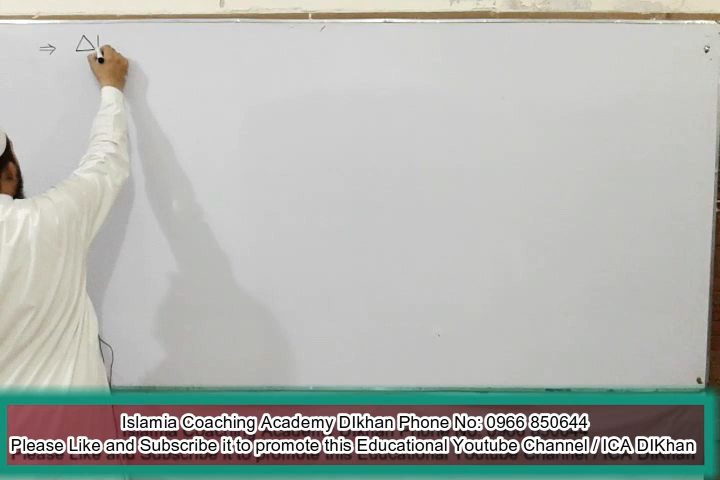 ⇒ Δ
Islamia Coaching Academy DIkhan Phone No: 0966 850644
Please Like and Subscribe it to promote this Educational Youtube Channel / ICA DIKhan